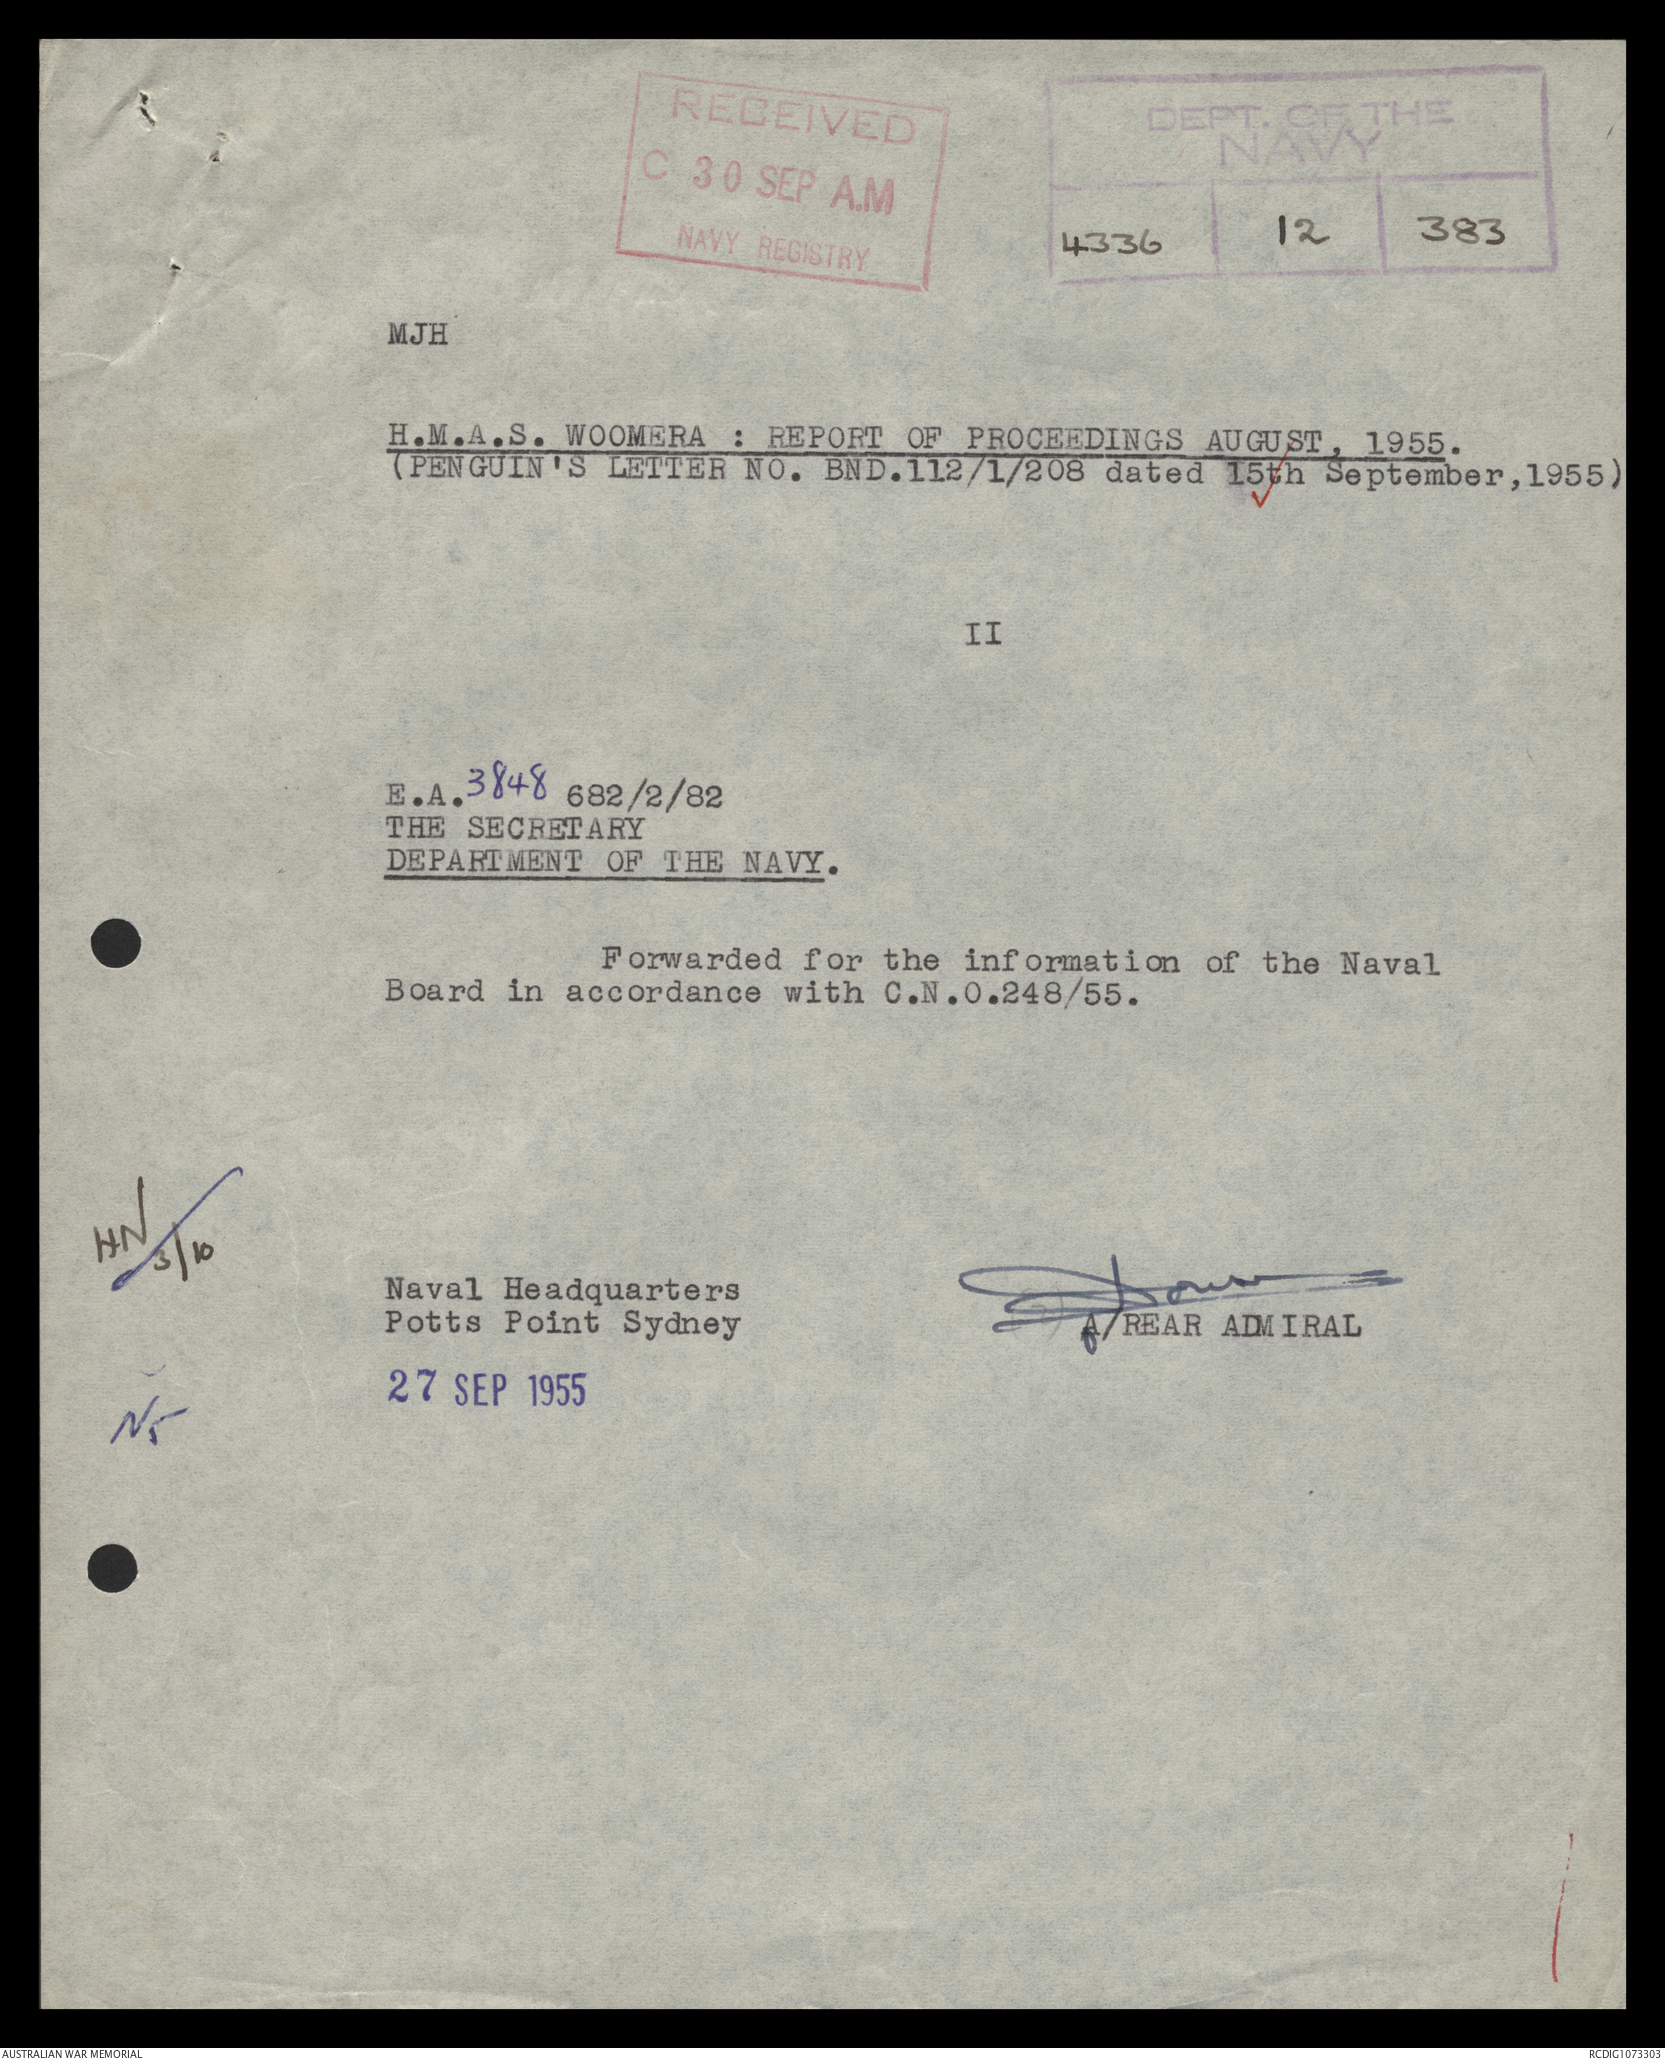 RECEIVED
C 30 SEP A.M
NAVY REGISTRY
DEPT. OF THE
NAVY
4336 12 383
MJH
H.M.A.S. WOOMERA : REPORT OF PROCEEDINGS AUGUST, 1955.
(PENGUIN'S LETTER NO. BND.112/1/208 dated 15th September,1955)
II
E.A.3848 682/2/82
THE SECRETARY
DEPARTMENT OF THE NAVY.
Forwarded for the information of the Naval
Board in accordance with C.N.O.248/55.
HN
3/10
Naval Headquarters
Potts Point Sydney
A/REAR ADMIRAL
27 SEP 1955
N5
AUSTRALIAN WAR MEMORIAL
RCDIG1073303